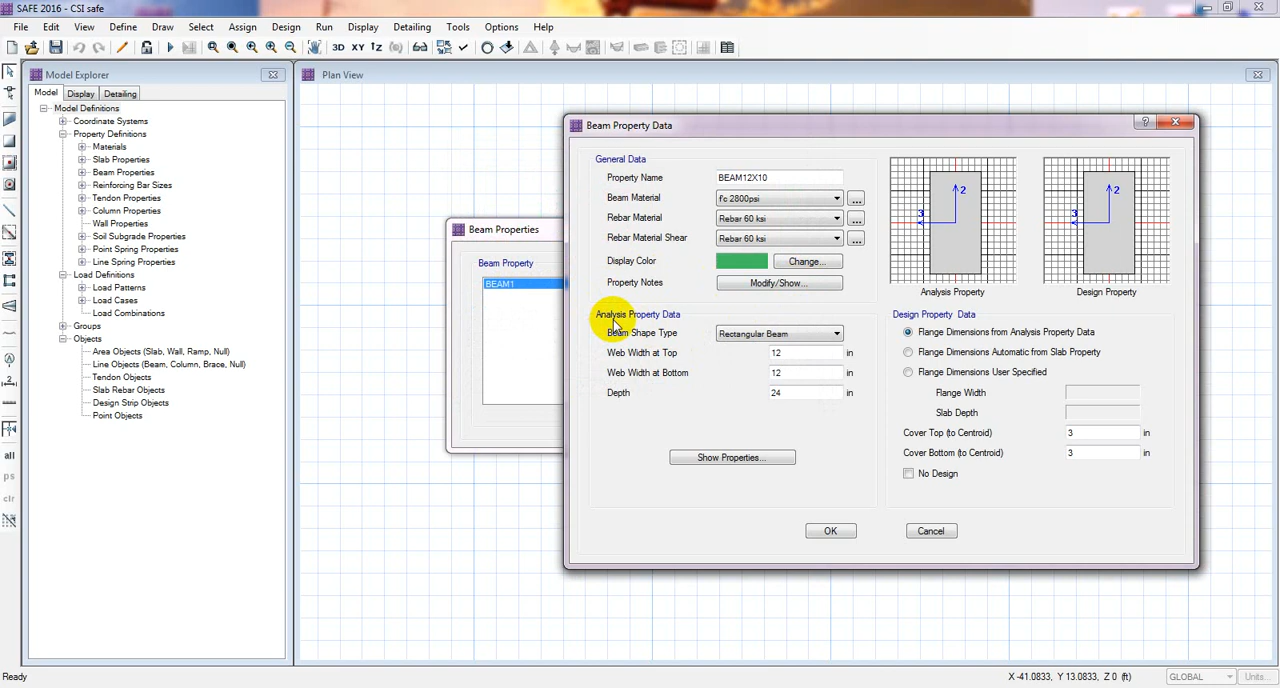 SAFE 2016 - CSI safe
File Edit View Define Draw Select Assign Design Run Display Detailing Tools Options Help
3D XY
Model Explorer
Plan View
Model Display Detailing
Model Definitions
Coordinate Systems
Property Definitions
Materials
Slab Properties
Beam Properties
Reinforcing Bar Sizes
Tendon Properties
Column Properties
Wall Properties
Soil Subgrade Properties
Point Spring Properties
Line Spring Properties
Load Definitions
Load Patterns
Load Cases
Load Combinations
Groups
Objects
Area Objects (Slab, Wall, Ramp, Null)
Line Objects (Beam, Column, Brace, Null)
Tendon Objects
Slab Rebar Objects
Design Strip Objects
Point Objects
all
ps
clr
Beam Properties
Beam Property
BEAM1
Beam Property Data
General Data
Property Name BEAM12X10
Beam Material f'c 2800psi ...
Rebar Material Rebar 60 ksi ...
Rebar Material Shear Rebar 60 ksi ...
Display Color Change...
Property Notes Modify/Show...
2
3
Analysis Property
2
3
Design Property
Analysis Property Data
Beam Shape Type Rectangular Beam
Web Width at Top 12 in
Web Width at Bottom 12 in
Depth 24 in
Show Properties...
Design Property Data
Flange Dimensions from Analysis Property Data
Flange Dimensions Automatic from Slab Property
Flange Dimensions User Specified
Flange Width
Slab Depth
Cover Top (to Centroid) 3 in
Cover Bottom (to Centroid) 3 in
No Design
OK Cancel
Ready
X -41.0833, Y 13.0833, Z 0 (ft)
GLOBAL
Units...